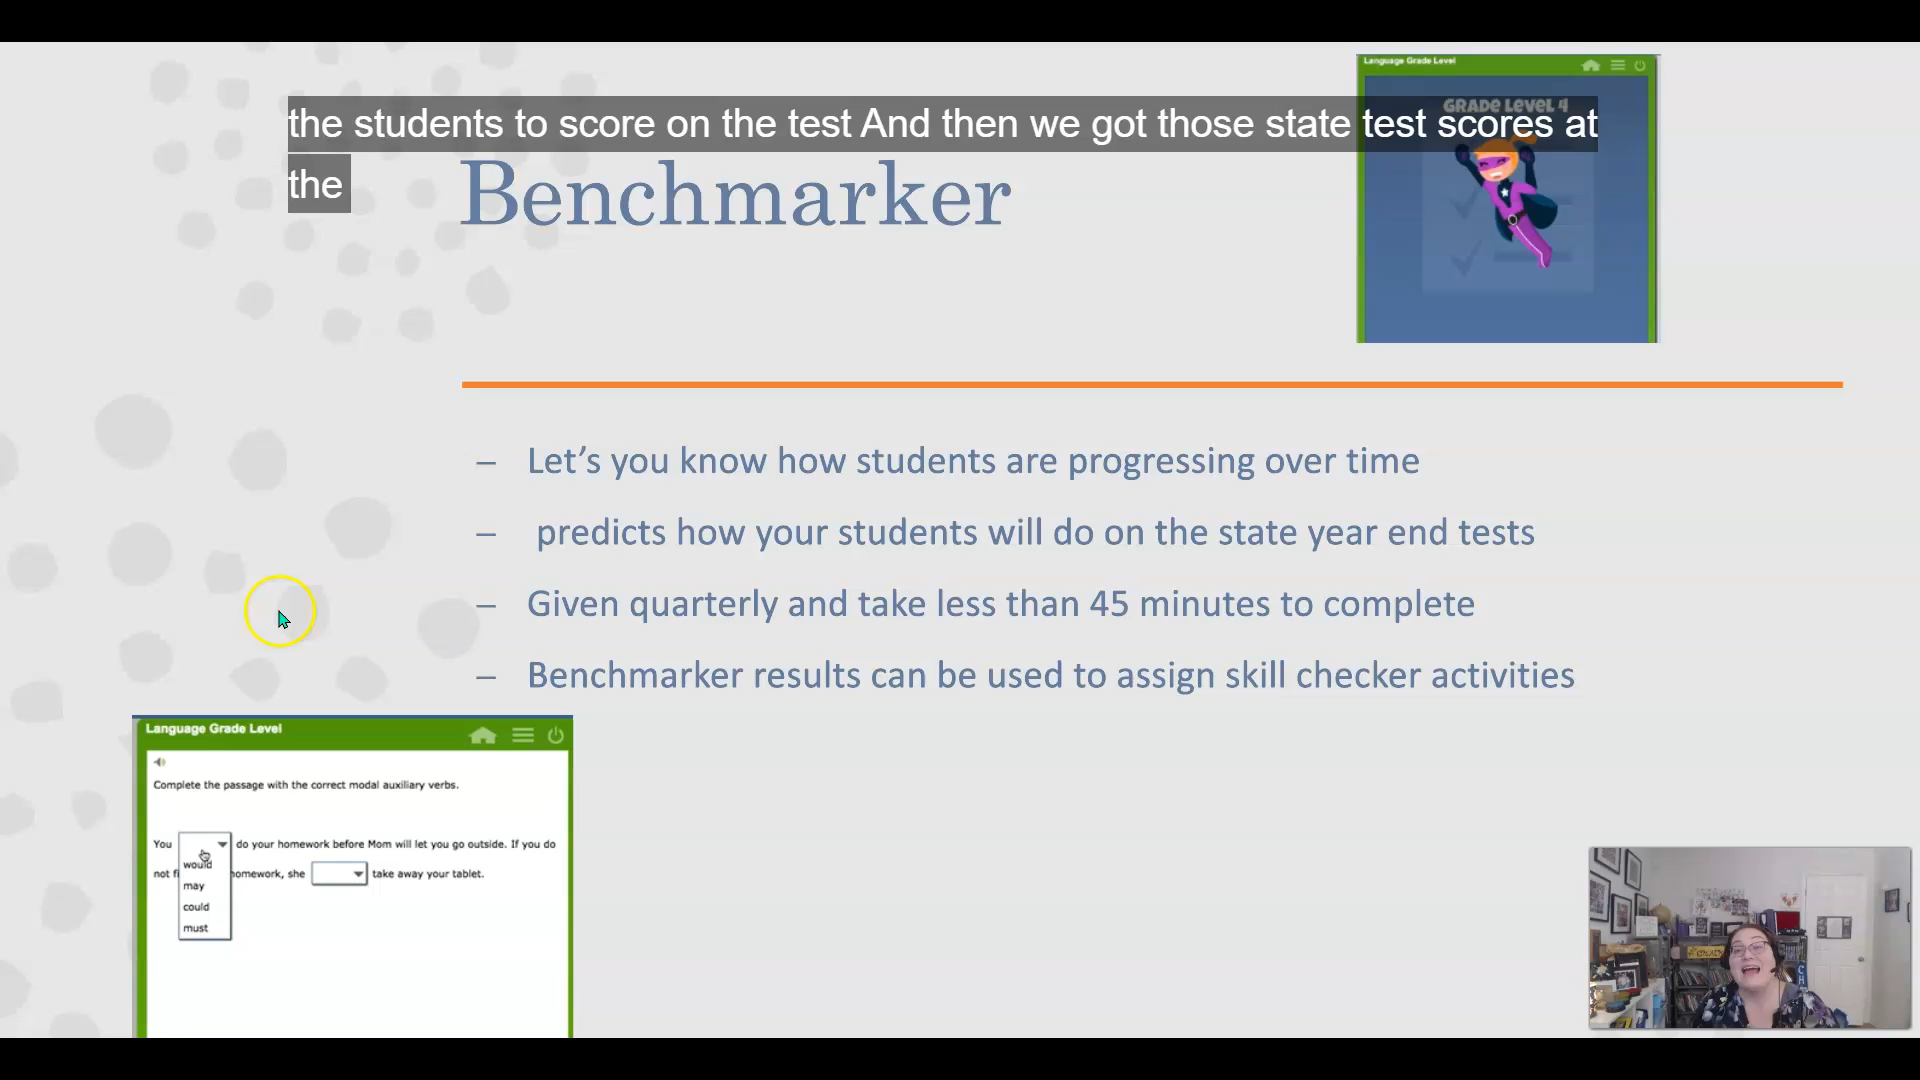 Language Grade Level
GRADE LEVEL 4
the students to score on the test And then we got those state test scores at
the
Benchmarker
– Let’s you know how students are progressing over time
– predicts how your students will do on the state year end tests
– Given quarterly and take less than 45 minutes to complete
– Benchmarker results can be used to assign skill checker activities
Language Grade Level
Complete the passage with the correct modal auxiliary verbs.
You do your homework before Mom will let you go outside. If you do
not fi omework, she take away your tablet.
would
may
could
must